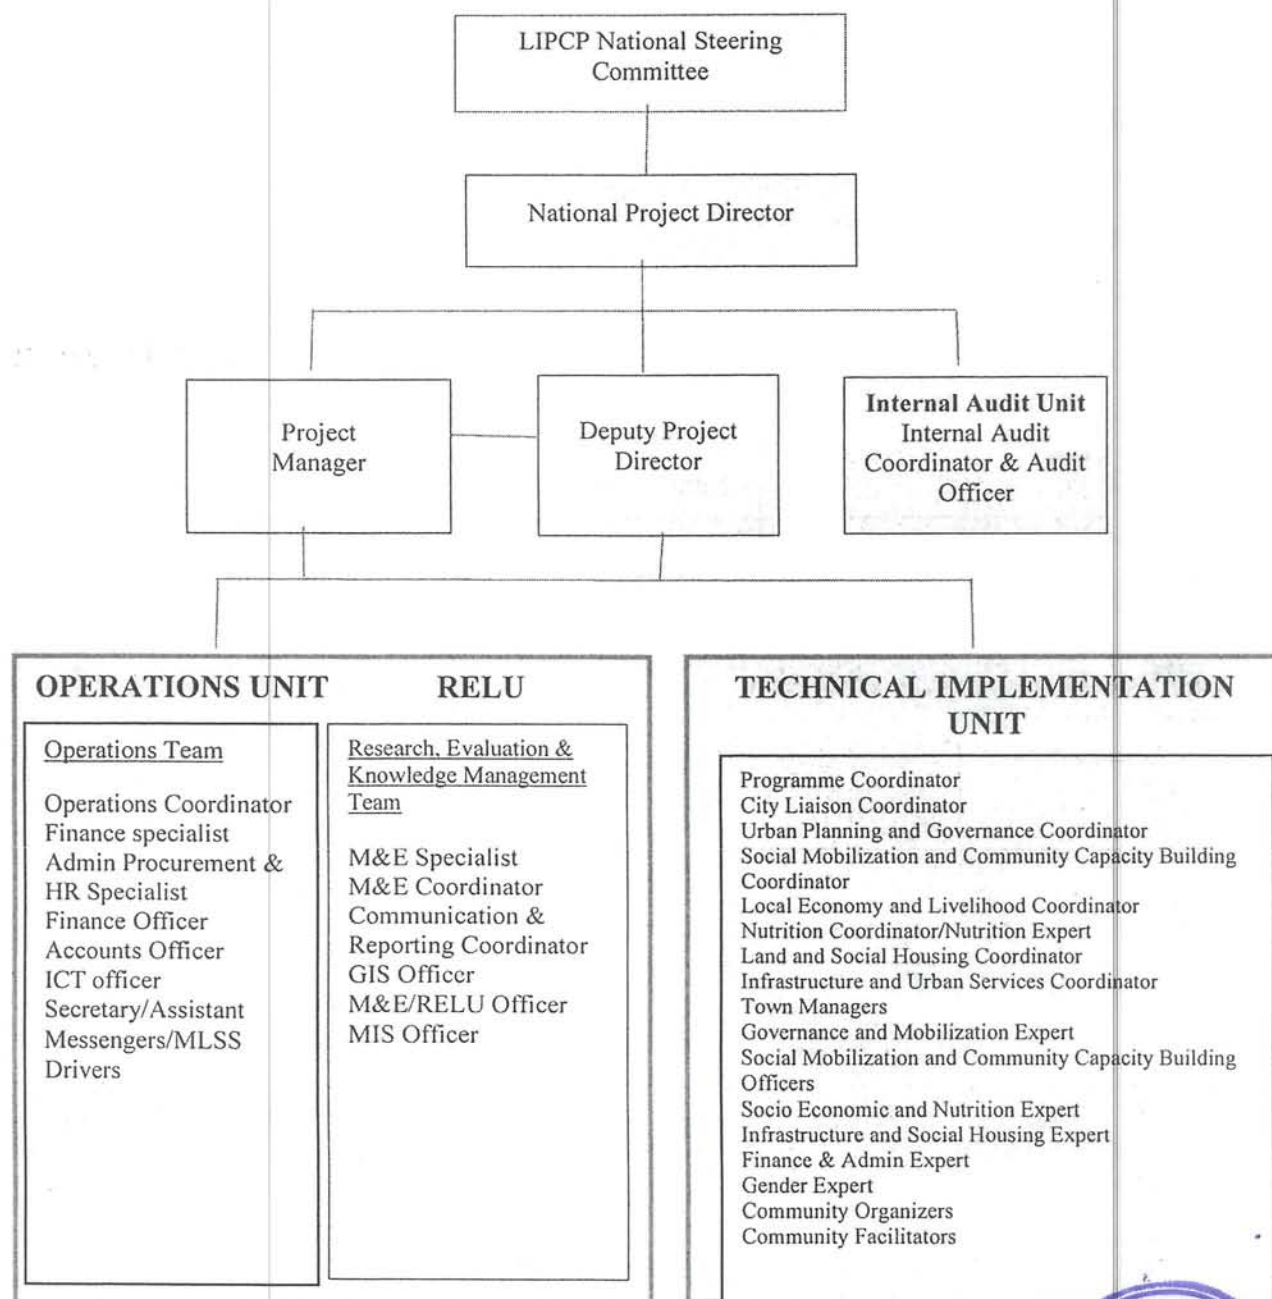 LIPCP National Steering
Committee
National Project Director
Project
Manager
Deputy Project
Director
Internal Audit Unit
Internal Audit
Coordinator & Audit
Officer
OPERATIONS UNIT
Operations Team
Operations Coordinator
Finance specialist
Admin Procurement &
HR Specialist
Finance Officer
Accounts Officer
ICT officer
Secretary/Assistant
Messengers/MLSS
Drivers
RELU
Research, Evaluation &
Knowledge Management
Team
M&E Specialist
M&E Coordinator
Communication &
Reporting Coordinator
GIS Officer
M&E/RELU Officer
MIS Officer
TECHNICAL IMPLEMENTATION
UNIT
Programme Coordinator
City Liaison Coordinator
Urban Planning and Governance Coordinator
Social Mobilization and Community Capacity Building
Coordinator
Local Economy and Livelihood Coordinator
Nutrition Coordinator/Nutrition Expert
Land and Social Housing Coordinator
Infrastructure and Urban Services Coordinator
Town Managers
Governance and Mobilization Expert
Social Mobilization and Community Capacity Building
Officers
Socio Economic and Nutrition Expert
Infrastructure and Social Housing Expert
Finance & Admin Expert
Gender Expert
Community Organizers
Community Facilitators